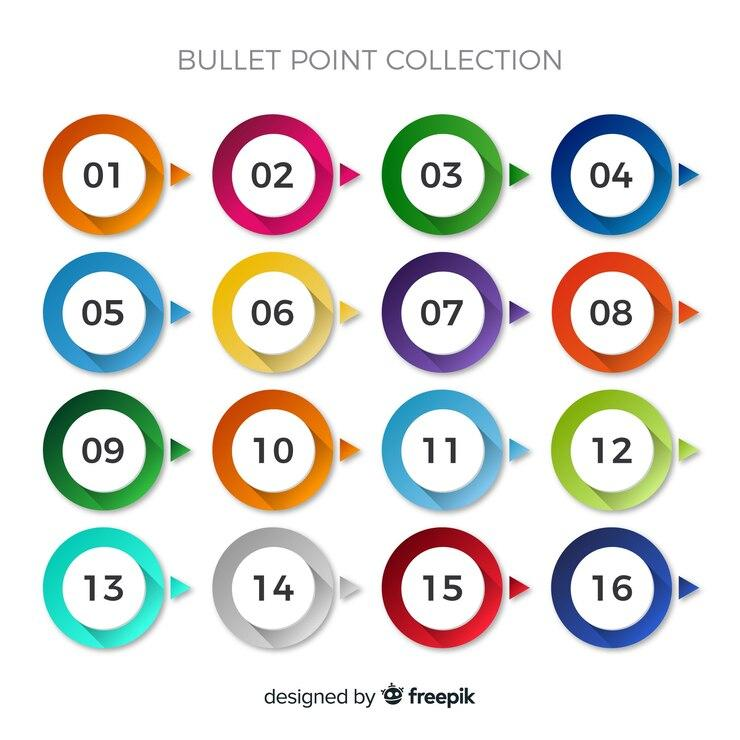 BULLET POINT COLLECTION
01 02 03 04
05 06 07 08
09 10 11 12
13 14 15 16
designed by freepik